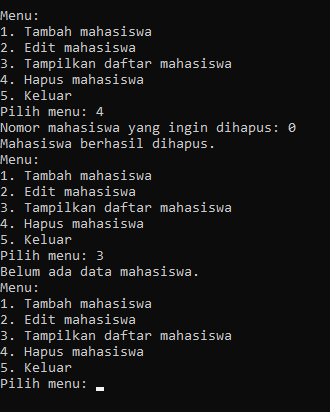 Menu:
1. Tambah mahasiswa
2. Edit mahasiswa
3. Tampilkan daftar mahasiswa
4. Hapus mahasiswa
5. Keluar
Pilih menu: 4
Nomor mahasiswa yang ingin dihapus: 0
Mahasiswa berhasil dihapus.
Menu:
1. Tambah mahasiswa
2. Edit mahasiswa
3. Tampilkan daftar mahasiswa
4. Hapus mahasiswa
5. Keluar
Pilih menu: 3
Belum ada data mahasiswa.
Menu:
1. Tambah mahasiswa
2. Edit mahasiswa
3. Tampilkan daftar mahasiswa
4. Hapus mahasiswa
5. Keluar
Pilih menu: